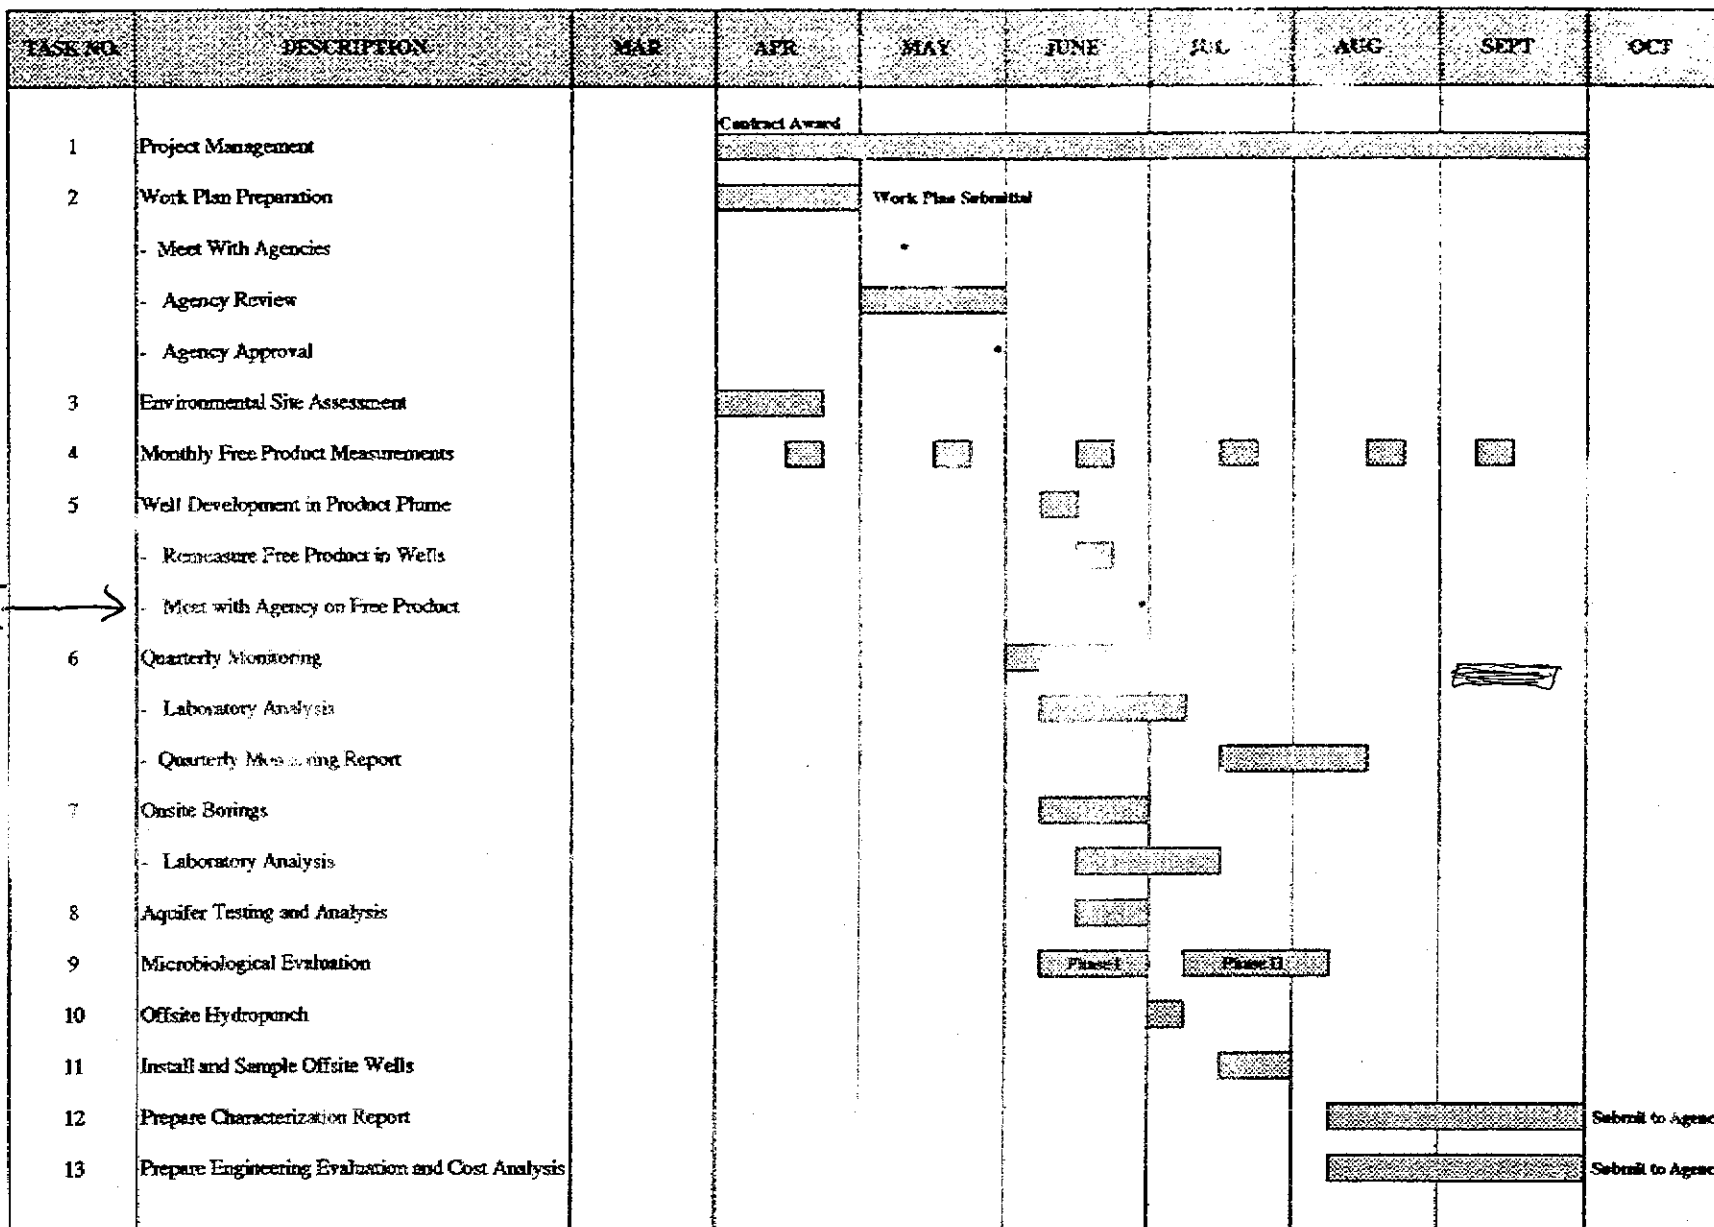 TASK NO. DESCRIPTION MAR APR MAY JUNE JUL AUG SEPT OCT
Contract Award
1 Project Management
2 Work Plan Preparation Work Plan Submittal
- Meet With Agencies
- Agency Review
- Agency Approval
3 Environmental Site Assessment
4 Monthly Free Product Measurements
5 Well Development in Product Plume
- Remeasure Free Product in Wells
- Meet with Agency on Free Product
6 Quarterly Monitoring
- Laboratory Analysis
- Quarterly Monitoring Report
7 Onsite Borings
- Laboratory Analysis
8 Aquifer Testing and Analysis
9 Microbiological Evaluation Phase I Phase II
10 Offsite Hydropunch
11 Install and Sample Offsite Wells
12 Prepare Characterization Report Submit to Agenc
13 Prepare Engineering Evaluation and Cost Analysis Submit to Agenc